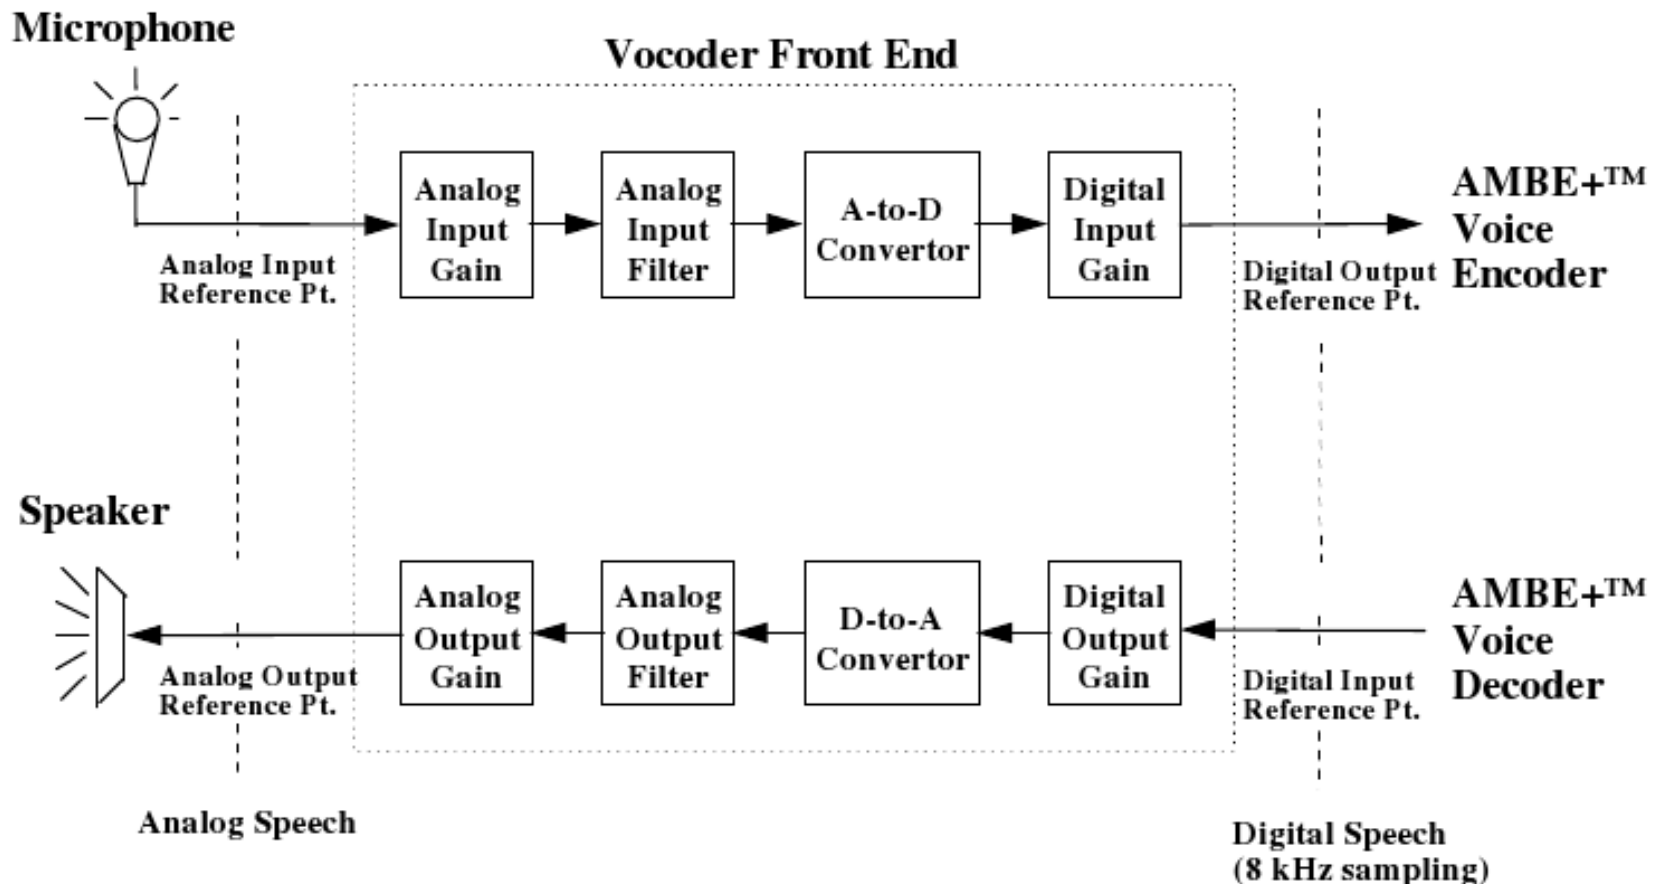 Microphone
Vocoder Front End
Analog
Input
Gain
Analog
Input
Filter
A-to-D
Convertor
Digital
Input
Gain
AMBE+™
Voice
Encoder
Analog Input
Reference Pt.
Digital Output
Reference Pt.
Speaker
Analog
Output
Gain
Analog
Output
Filter
D-to-A
Convertor
Digital
Output
Gain
AMBE+™
Voice
Decoder
Analog Output
Reference Pt.
Digital Input
Reference Pt.
Analog Speech
Digital Speech
(8 kHz sampling)